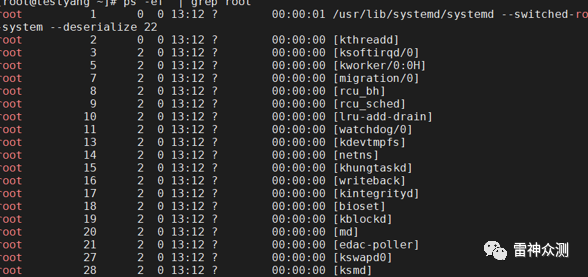 [root@testyang ~]# ps -ef | grep root
root 1 0 0 13:12 ? 00:00:01 /usr/lib/systemd/systemd --switched-ro
-system --deserialize 22
root 2 0 0 13:12 ? 00:00:00 [kthreadd]
root 3 2 0 13:12 ? 00:00:00 [ksoftirqd/0]
root 5 2 0 13:12 ? 00:00:00 [kworker/0:0H]
root 7 2 0 13:12 ? 00:00:00 [migration/0]
root 8 2 0 13:12 ? 00:00:00 [rcu_bh]
root 9 2 0 13:12 ? 00:00:00 [rcu_sched]
root 10 2 0 13:12 ? 00:00:00 [lru-add-drain]
root 11 2 0 13:12 ? 00:00:00 [watchdog/0]
root 13 2 0 13:12 ? 00:00:00 [kdevtmpfs]
root 14 2 0 13:12 ? 00:00:00 [netns]
root 15 2 0 13:12 ? 00:00:00 [khungtaskd]
root 16 2 0 13:12 ? 00:00:00 [writeback]
root 17 2 0 13:12 ? 00:00:00 [kintegrityd]
root 18 2 0 13:12 ? 00:00:00 [bioset]
root 19 2 0 13:12 ? 00:00:00 [kblockd]
root 20 2 0 13:12 ? 00:00:00 [md]
root 21 2 0 13:12 ? 00:00:00 [edac-poller]
root 27 2 0 13:12 ? 00:00:00 [kswapd0]
root 28 2 0 13:12 ? 00:00:00 [ksmd]
雷神众测